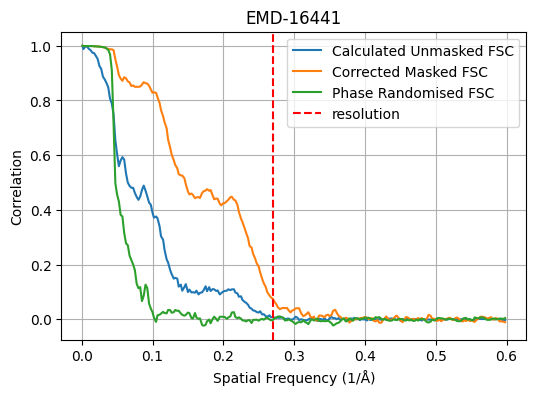 EMD-16441
Calculated Unmasked FSC
Corrected Masked FSC
Phase Randomised FSC
resolution
Correlation
1.0
0.8
0.6
0.4
0.2
0.0
0.0 0.1 0.2 0.3 0.4 0.5 0.6
Spatial Frequency (1/Å)